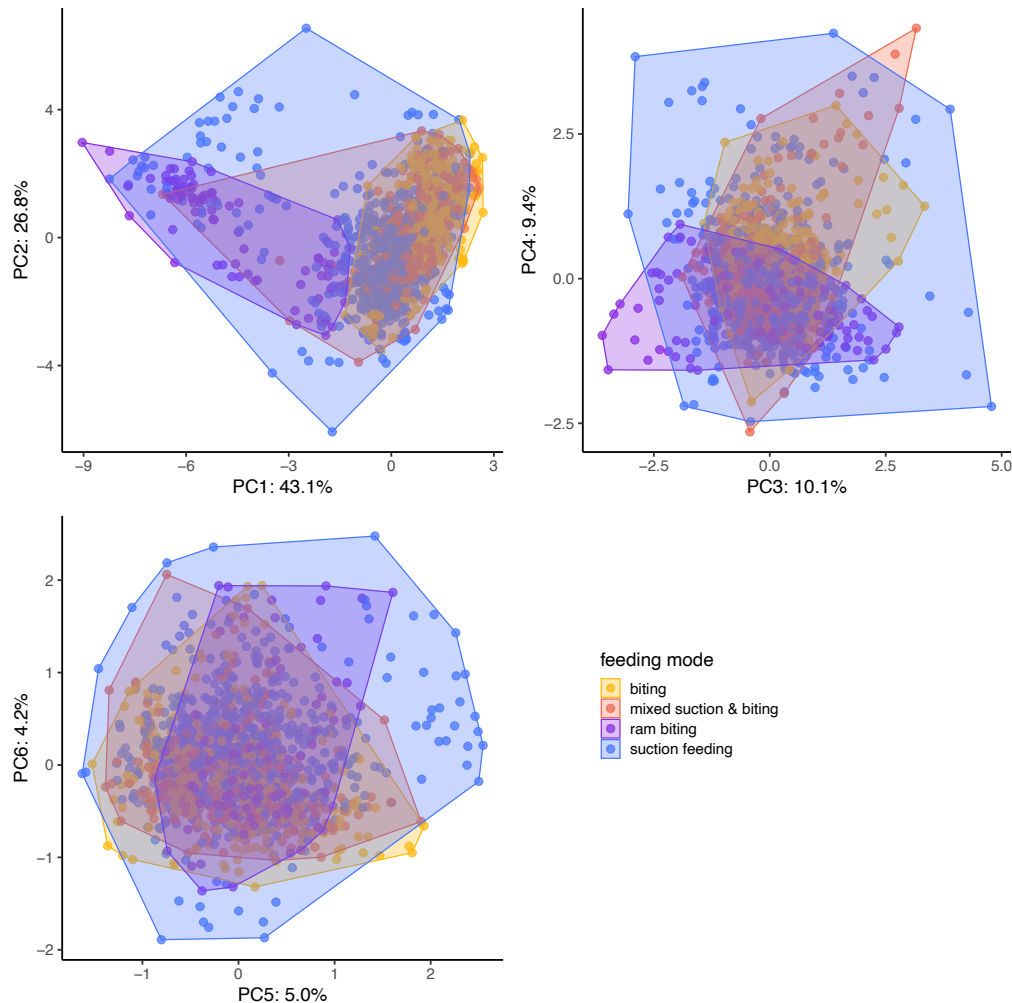 4
0
−4
PC2: 26.8%
−9
−6
−3
0
3
PC1: 43.1%
2.5
0.0
−2.5
PC4: 9.4%
−2.5
0.0
2.5
5.0
PC3: 10.1%
2
1
0
−1
−2
PC6: 4.2%
−1
0
1
2
PC5: 5.0%
feeding mode
biting
mixed suction & biting
ram biting
suction feeding